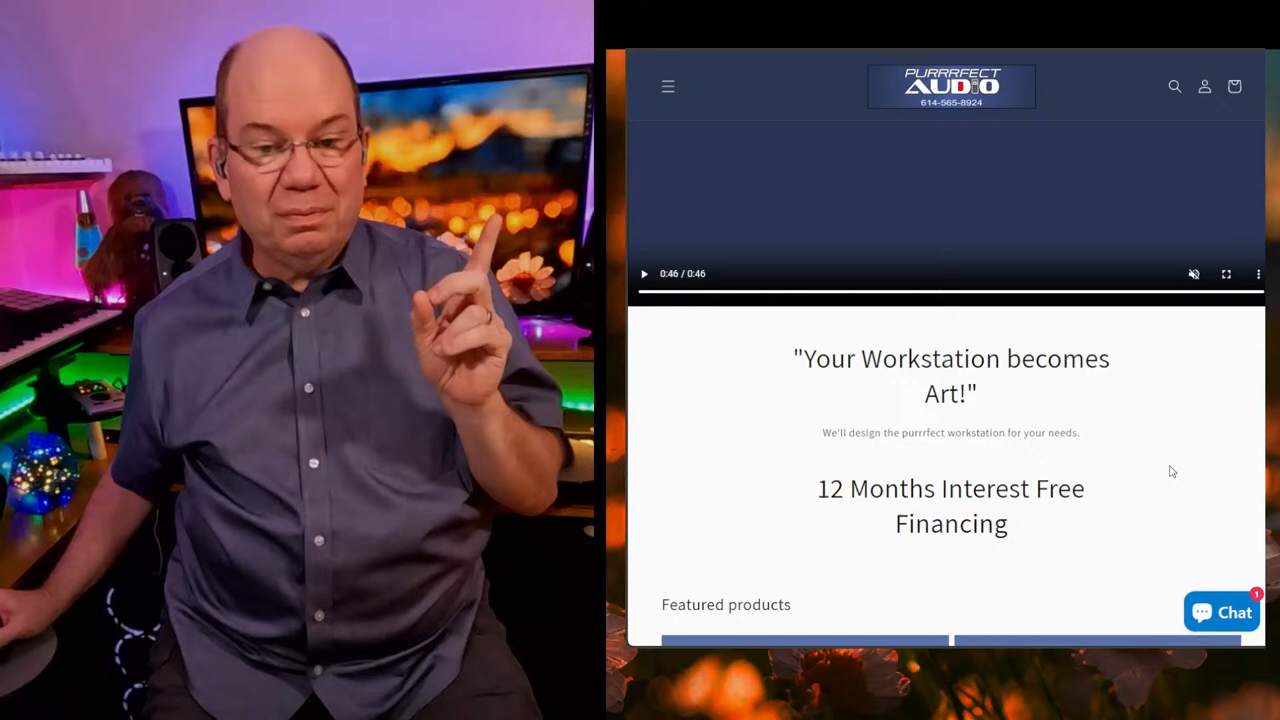 PURRRFECT
AUDIO
614-565-8924
0:46 / 0:46
"Your Workstation becomes
Art!"
We'll design the purrrfect workstation for your needs.
12 Months Interest Free
Financing
Featured products
1
Chat